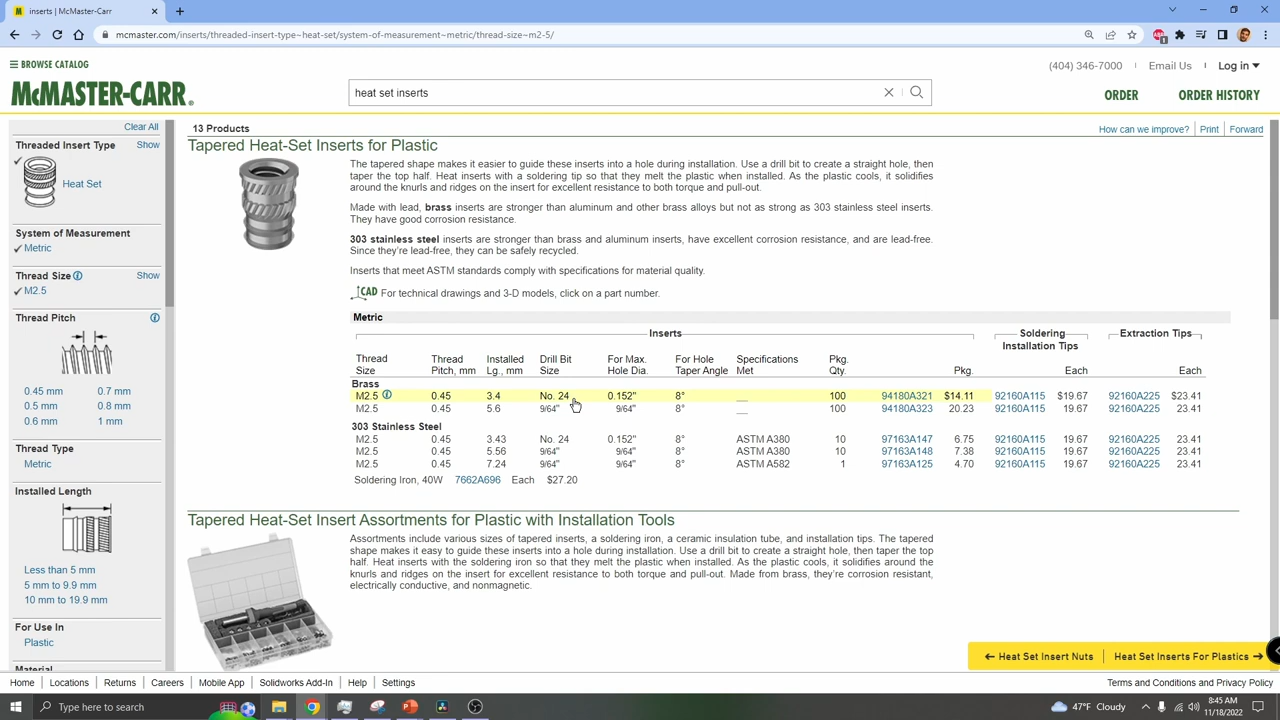 inserts | McMaster-Carr
mcmaster.com/inserts/threaded-insert-type~heat-set/system-of-measurement~metric/thread-size~m2-5/
BROWSE CATALOG
(404) 346-7000
Email Us
Log in
McMASTER-CARR®
heat set inserts
ORDER
ORDER HISTORY
Clear All
Threaded Insert Type Show
Heat Set
System of Measurement
Metric
Thread Size Show
M2.5
Thread Pitch
0.45 mm 0.7 mm
0.5 mm 0.8 mm
0.6 mm 1 mm
Thread Type
Metric
Installed Length
Less than 5 mm
5 mm to 9.9 mm
10 mm to 19.9 mm
For Use In
Plastic
Material
13 Products
How can we improve? Print Forward
Tapered Heat-Set Inserts for Plastic
The tapered shape makes it easier to guide these inserts into a hole during installation. Use a drill bit to create a straight hole, then
taper the top half. Heat inserts with a soldering tip so that they melt the plastic when installed. As the plastic cools, it solidifies
around the knurls and ridges on the insert for excellent resistance to both torque and pull-out.
Made with lead, brass inserts are stronger than aluminum and other brass alloys but not as strong as 303 stainless steel inserts.
They have good corrosion resistance.
303 stainless steel inserts are stronger than brass and aluminum inserts, have excellent corrosion resistance, and are lead-free.
Since they're lead-free, they can be safely recycled.
Inserts that meet ASTM standards comply with specifications for material quality.
CAD For technical drawings and 3-D models, click on a part number.
Metric
Inserts Soldering Extraction Tips
Installation Tips
Thread Thread Installed Drill Bit For Max. For Hole Specifications Pkg.
Size Pitch, mm Lg., mm Size Hole Dia. Taper Angle Met Qty. Pkg. Each Each
Brass
M2.5 0.45 3.4 No. 24 0.152" 8° __ 100 94180A321 $14.11 92160A115 $19.67 92160A225 $23.41
M2.5 0.45 5.6 9/64" 9/64" 8° __ 100 94180A323 20.23 92160A115 19.67 92160A225 23.41
303 Stainless Steel
M2.5 0.45 3.43 No. 24 0.152" 8° ASTM A380 10 97163A147 6.75 92160A115 19.67 92160A225 23.41
M2.5 0.45 5.56 9/64" 9/64" 8° ASTM A380 10 97163A148 7.38 92160A115 19.67 92160A225 23.41
M2.5 0.45 7.24 9/64" 9/64" 8° ASTM A582 1 97163A125 4.70 92160A115 19.67 92160A225 23.41
Soldering Iron, 40W 7662A696 Each $27.20
Tapered Heat-Set Insert Assortments for Plastic with Installation Tools
Assortments include various sizes of tapered inserts, a soldering iron, a ceramic insulation tube, and installation tips. The tapered
shape makes it easy to guide these inserts into a hole during installation. Use a drill bit to create a straight hole, then taper the top
half. Heat inserts with the soldering iron so that they melt the plastic when installed. As the plastic cools, it solidifies around the
knurls and ridges on the insert for excellent resistance to both torque and pull-out. Made from brass, they're corrosion resistant,
electrically conductive, and nonmagnetic.
← Heat Set Insert Nuts Heat Set Inserts For Plastics →
Home Locations Returns Careers Mobile App Solidworks Add-In Help Settings
Terms and Conditions and Privacy Policy
Type here to search
47°F Cloudy
8:45 AM
11/18/2022